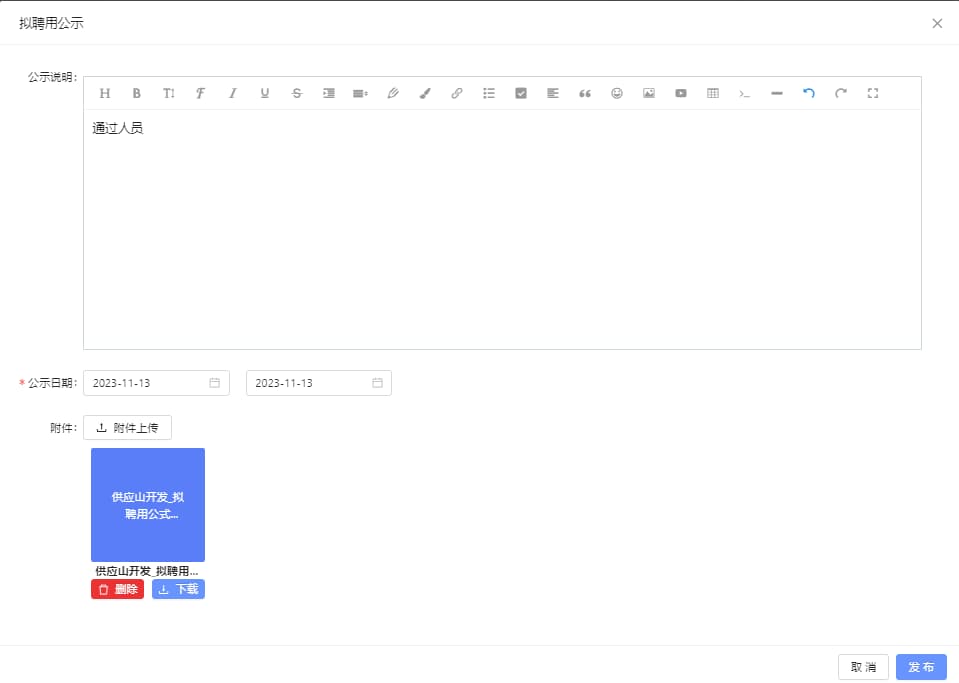 拟聘用公示
公示说明:
通过人员
* 公示日期: 2023-11-13 2023-11-13
附件: 附件上传
供应山开发_拟
聘用公式...
供应山开发_拟聘用...
删除 下载
取 消 发 布